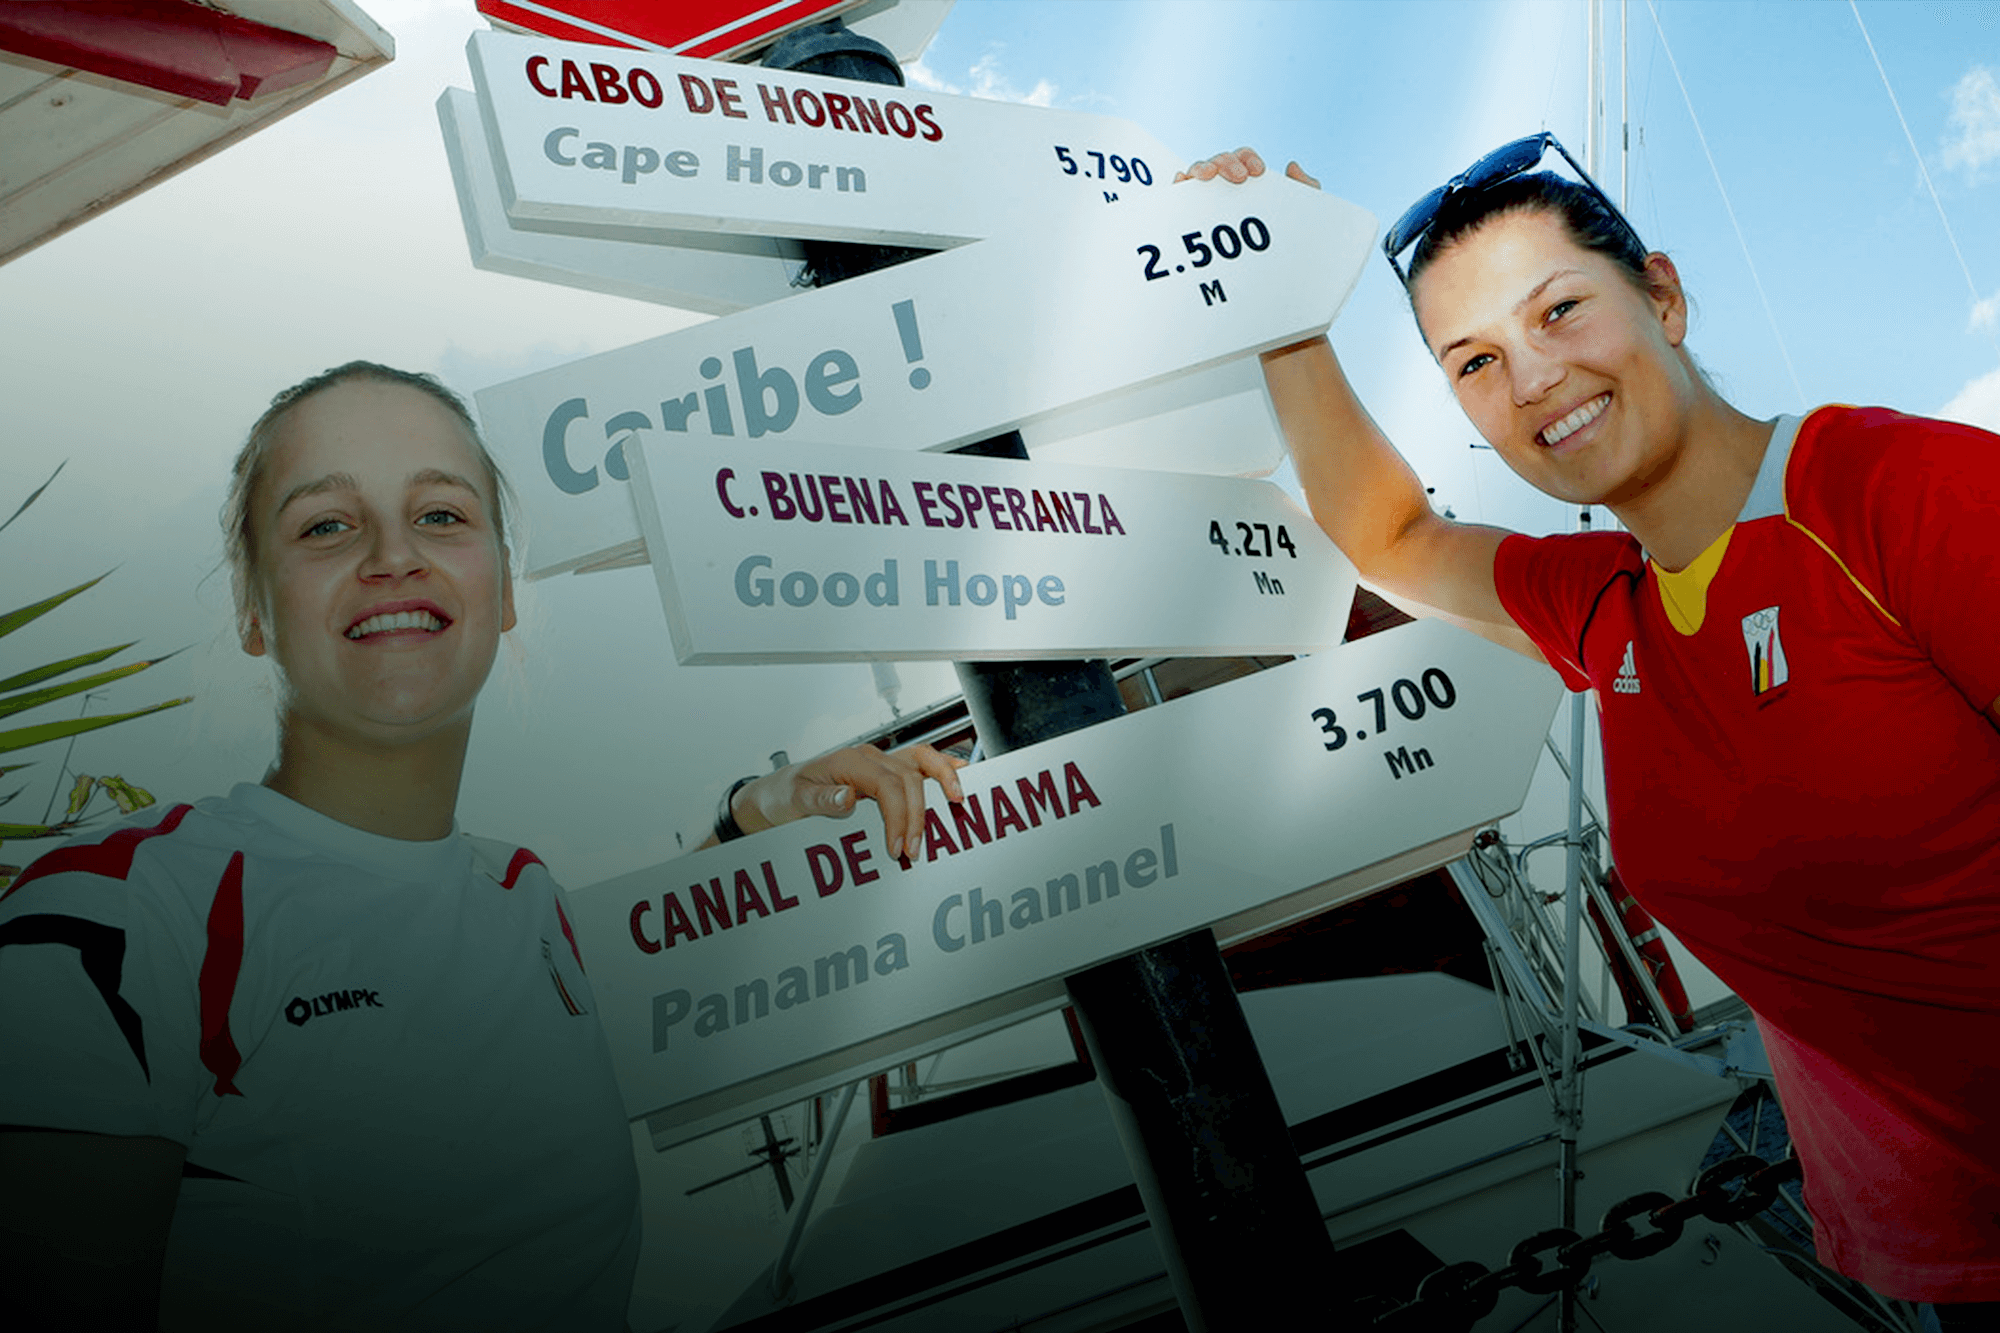 CABO DE HORNOS
Cape Horn
5.790
M
2.500
M
Caribe !
C. BUENA ESPERANZA
Good Hope
4.274
Mn
3.700
Mn
CANAL DE PANAMA
Panama Channel
OLYMPIC
adidas